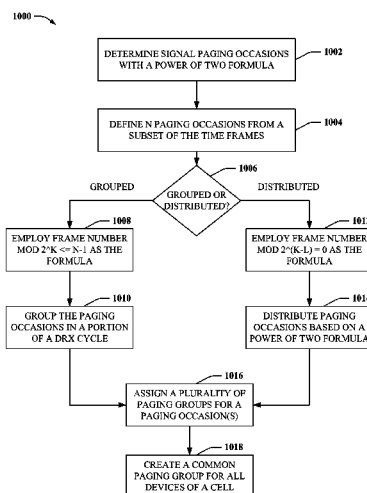 1000
DETERMINE SIGNAL PAGING OCCASIONS
WITH A POWER OF TWO FORMULA
1002
DEFINE N PAGING OCCASIONS FROM A
SUBSET OF THE TIME FRAMES
1004
1006
GROUPED
GROUPED OR
DISTRIBUTED?
DISTRIBUTED
1008
EMPLOY FRAME NUMBER
MOD 2^K <= N-1 AS THE
FORMULA
EMPLOY FRAME NUMBER
MOD 2^(K-L) = 0 AS THE
FORMULA
1010
GROUP THE PAGING
OCCASIONS IN A PORTION
OF A DRX CYCLE
DISTRIBUTE PAGING
OCCASIONS BASED ON A
POWER OF TWO FORMULA
1016
ASSIGN A PLURALITY OF
PAGING GROUPS FOR A
PAGING OCCASION(S)
1018
CREATE A COMMON
PAGING GROUP FOR ALL
DEVICES OF A CELL